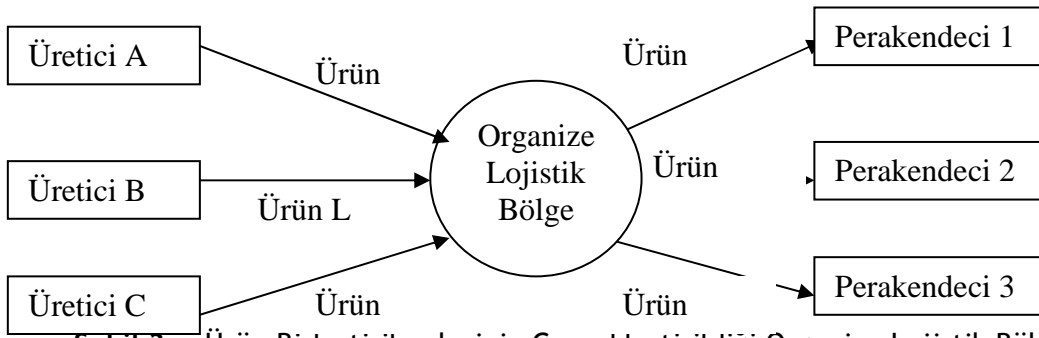 Üretici A
Ürün
Ürün
Perakendeci 1
Organize
Lojistik
Bölge
Üretici B
Ürün L
Ürün
Perakendeci 2
Üretici C
Ürün
Ürün
Perakendeci 3